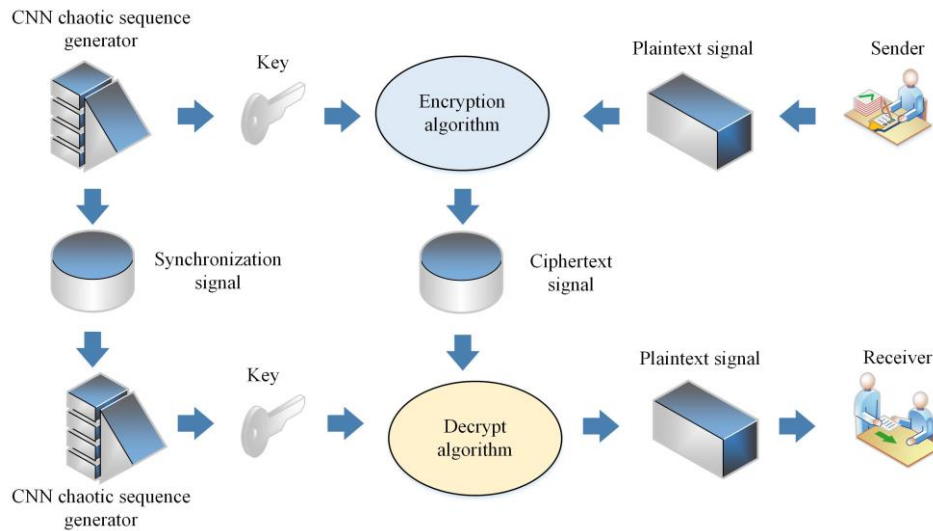 CNN chaotic sequence
generator
Key
Encryption
algorithm
Plaintext signal
Sender
Synchronization
signal
Ciphertext
signal
Key
Decrypt
algorithm
Plaintext signal
Receiver
CNN chaotic sequence
generator